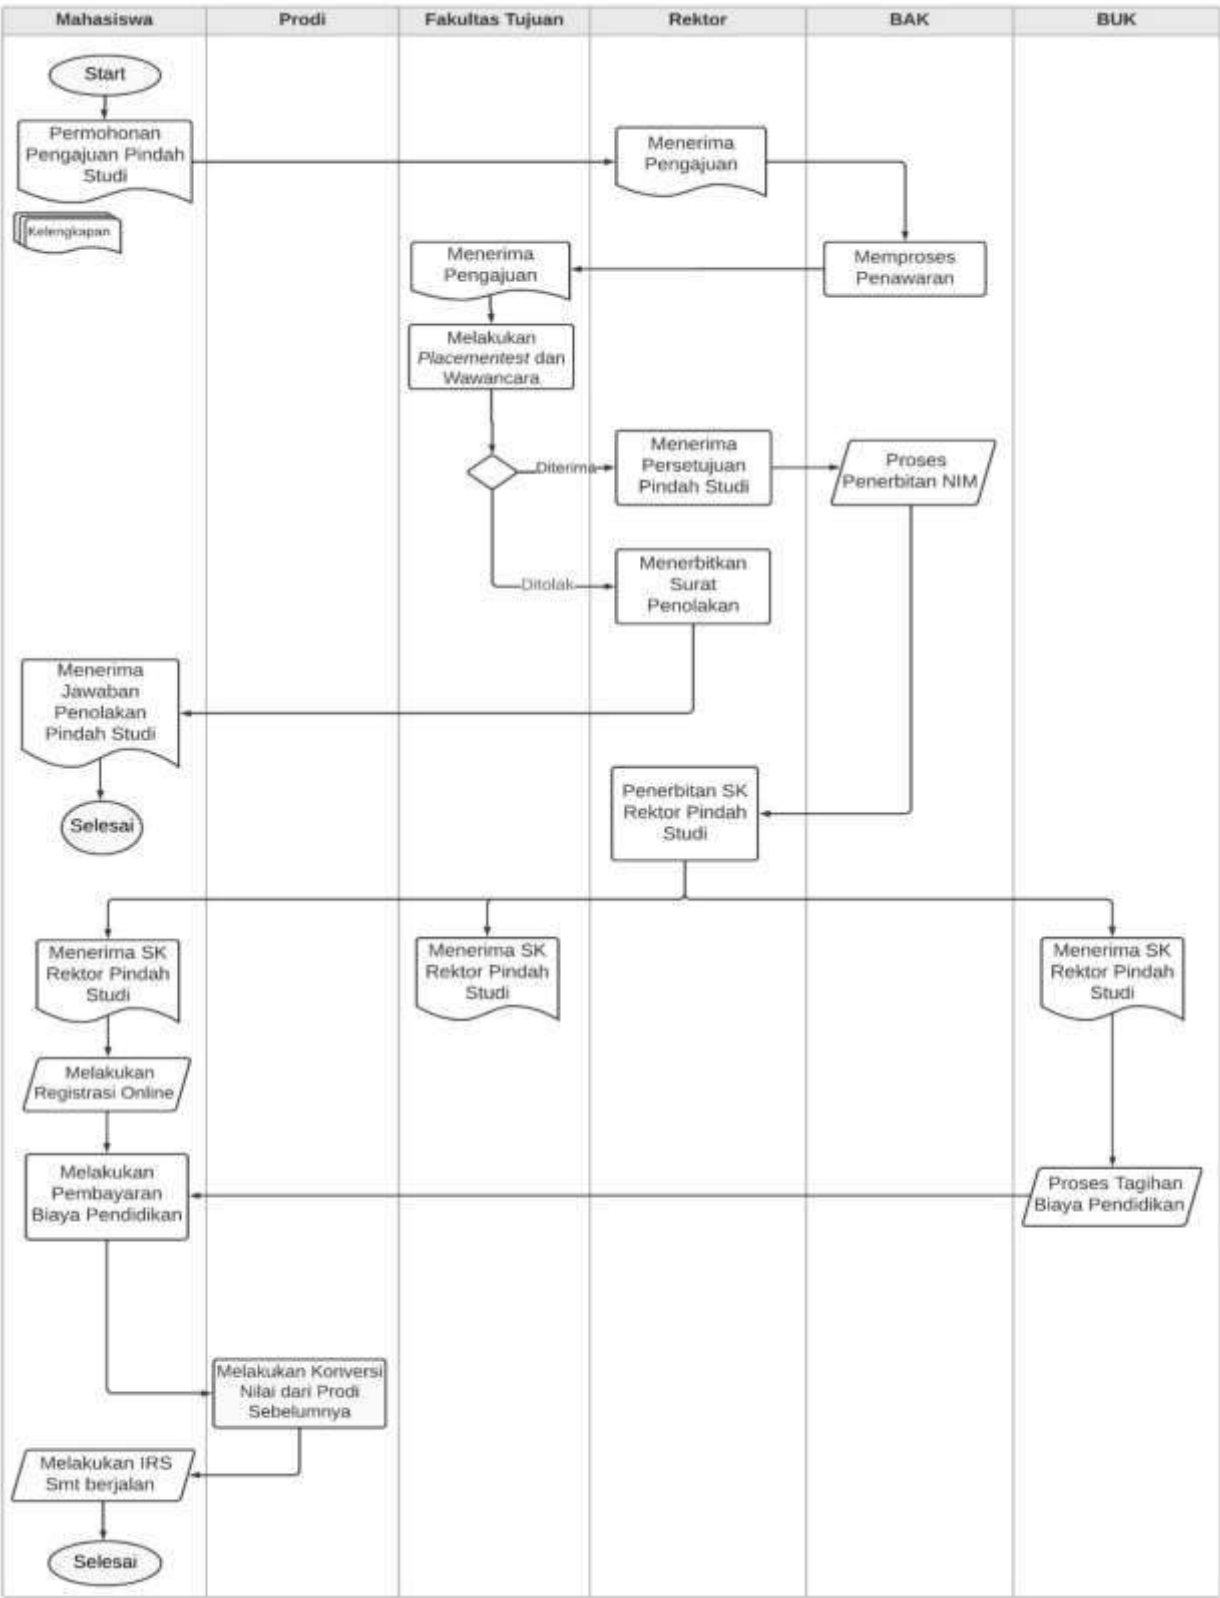 Mahasiswa
Prodi
Fakultas Tujuan
Rektor
BAK
BUK
Start
Permohonan
Pengajuan Pindah
Studi
Menerima
Pengajuan
Kelengkapan
Menerima
Pengajuan
Memproses
Penawaran
Melakukan
Placementest dan
Wawancara
Diterima
Menerima
Persetujuan
Pindah Studi
Proses
Penerbitan NIM
Ditolak
Menerbitkan
Surat
Penolakan
Menerima
Jawaban
Penolakan
Pindah Studi
Selesai
Penerbitan SK
Rektor Pindah
Studi
Menerima SK
Rektor Pindah
Studi
Menerima SK
Rektor Pindah
Studi
Menerima SK
Rektor Pindah
Studi
Melakukan
Registrasi Online
Melakukan
Pembayaran
Biaya Pendidikan
Proses Tagihan
Biaya Pendidikan
Melakukan Konversi
Nilai dari Prodi
Sebelumnya
Melakukan IRS
Smt berjalan
Selesai